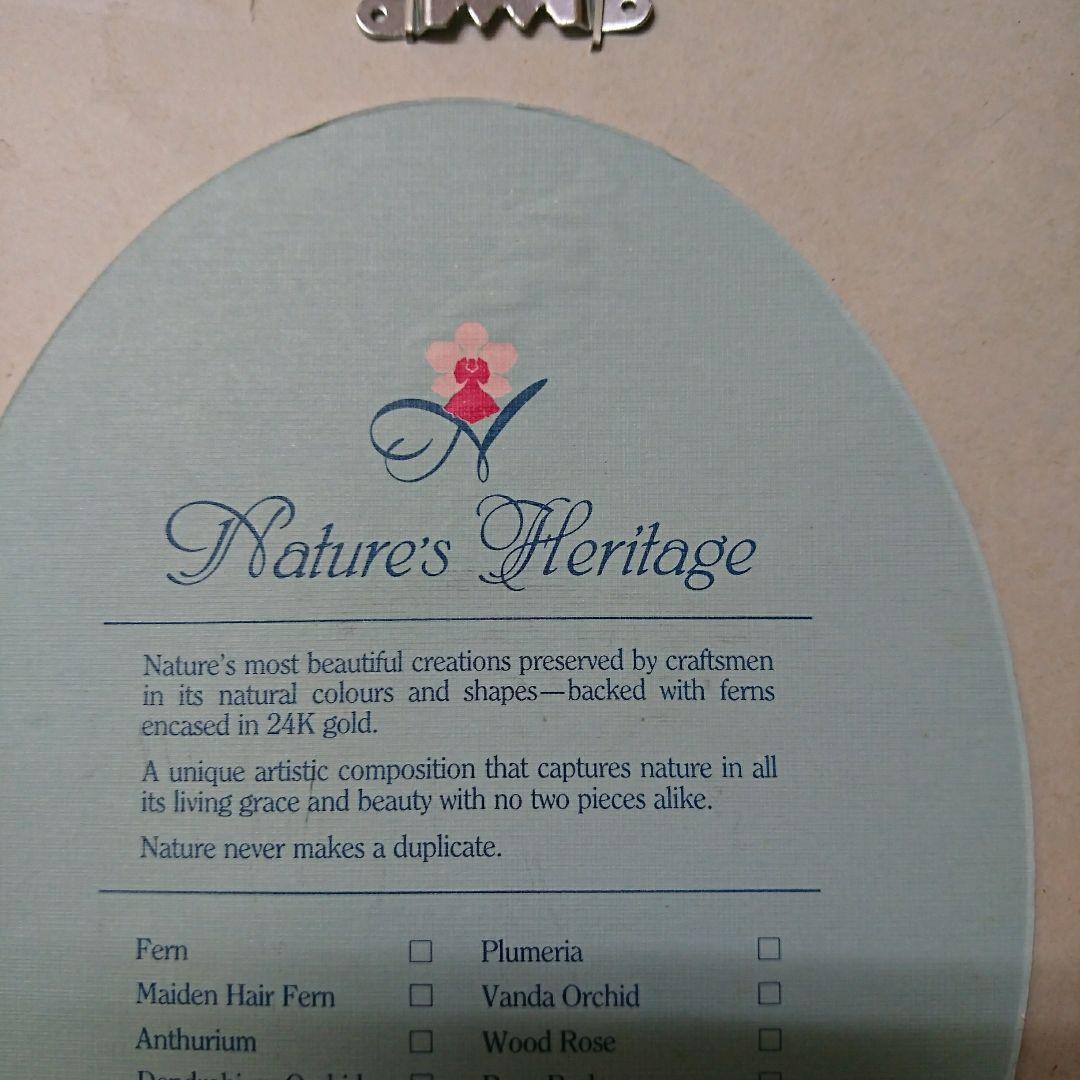 N
Nature's Heritage
Nature's most beautiful creations preserved by craftsmen
in its natural colours and shapes—backed with ferns
encased in 24K gold.
A unique artistic composition that captures nature in all
its living grace and beauty with no two pieces alike.
Nature never makes a duplicate.
Fern ☐ Plumeria ☐
Maiden Hair Fern ☐ Vanda Orchid ☐
Anthurium ☐ Wood Rose ☐